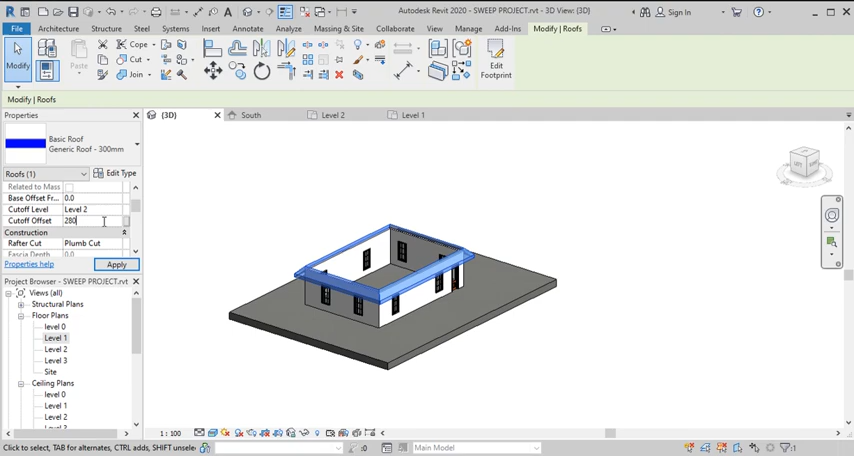 Autodesk Revit 2020 - SWEEP PROJECT.rvt - 3D View: {3D}
Sign In
File Architecture Structure Steel Systems Insert Annotate Analyze Massing & Site Collaborate View Manage Add-Ins Modify | Roofs
Modify
Paste
Cope
Cut
Join
Edit
Footprint
Modify | Roofs
Properties
{3D}
South
Level 2
Level 1
Basic Roof
Generic Roof - 300mm
Roofs (1)
Edit Type
Related to Mass
Base Offset Fr... 0.0
Cutoff Level Level 2
Cutoff Offset 280
Construction
Rafter Cut Plumb Cut
Fascia Depth 0.0
Properties help
Apply
Project Browser - SWEEP PROJECT.rvt
Views (all)
Structural Plans
Floor Plans
level 0
Level 1
Level 2
Level 3
Site
Ceiling Plans
level 0
Level 1
Level 2
1 : 100
Click to select, TAB for alternates, CTRL adds, SHIFT unselec
:0
Main Model
:1